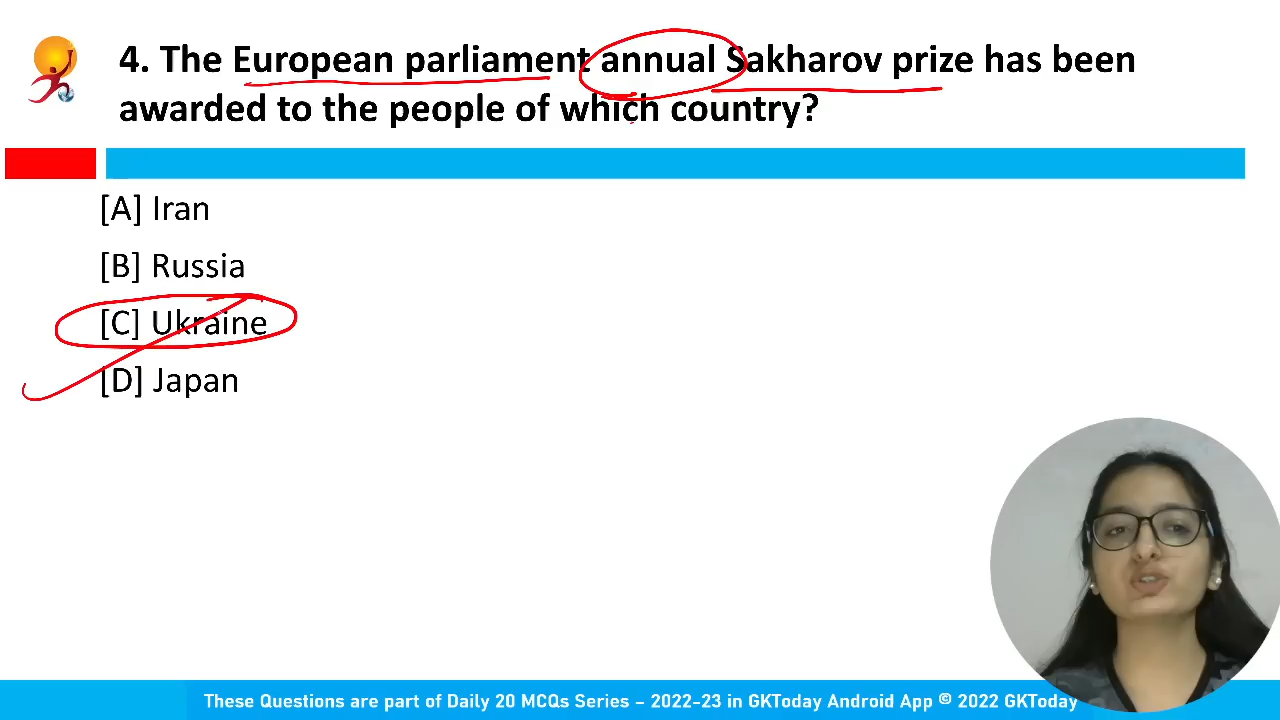 4. The European parliament annual Sakharov prize has been
awarded to the people of which country?
[A] Iran
[B] Russia
[C] Ukraine
[D] Japan
These Questions are part of Daily 20 MCQs Series – 2022-23 in GKToday Android App © 2022 GKToday